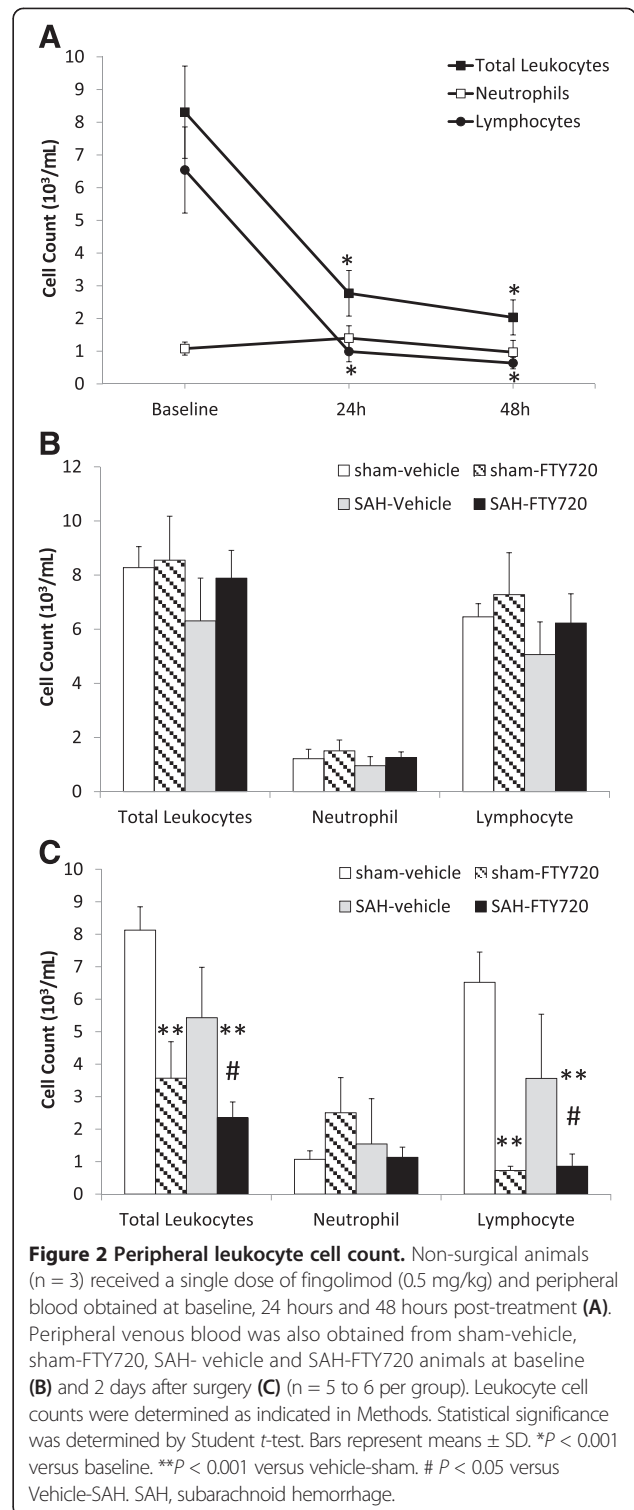 A
10
9
8
7
6
5
4
3
2
1
0
Cell Count (10³/mL)
Total Leukocytes
Neutrophils
Lymphocytes
*
*
*
*
Baseline 24h 48h
B
12
10
8
6
4
2
0
Cell Count (10³/mL)
sham-vehicle sham-FTY720
SAH-Vehicle SAH-FTY720
Total Leukocytes Neutrophil Lymphocyte
C
10
9
8
7
6
5
4
3
2
1
0
Cell Count (10³/mL)
sham-vehicle sham-FTY720
SAH-vehicle SAH-FTY720
** **
#
**
#
**
Total Leukocytes Neutrophil Lymphocyte
Figure 2 Peripheral leukocyte cell count. Non-surgical animals
(n = 3) received a single dose of fingolimod (0.5 mg/kg) and peripheral
blood obtained at baseline, 24 hours and 48 hours post-treatment (A).
Peripheral venous blood was also obtained from sham-vehicle,
sham-FTY720, SAH- vehicle and SAH-FTY720 animals at baseline
(B) and 2 days after surgery (C) (n = 5 to 6 per group). Leukocyte cell
counts were determined as indicated in Methods. Statistical significance
was determined by Student t-test. Bars represent means ± SD. *P < 0.001
versus baseline. **P < 0.001 versus vehicle-sham. # P < 0.05 versus
Vehicle-SAH. SAH, subarachnoid hemorrhage.